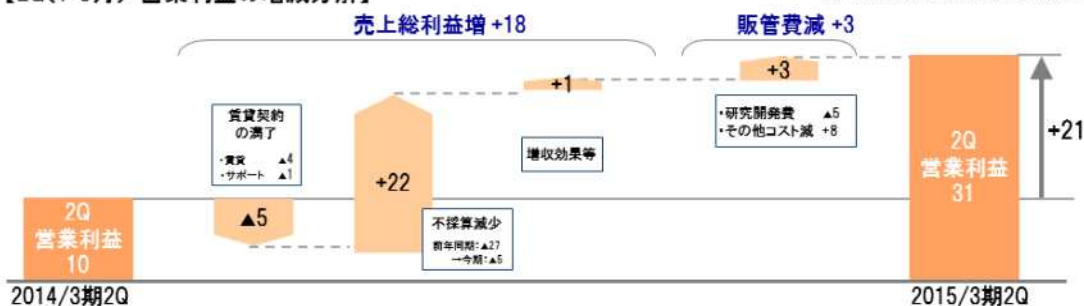 売上総利益増 +18
販管費減 +3
賃貸契約
の満了
・賃貸 ▲4
・サポート ▲1
▲5
+22
不採算減少
前年同期:▲27
→今期:▲5
+1
増収効果等
+3
・研究開発費 ▲5
・その他コスト減 +8
+21
2Q
営業利益
10
2014/3期2Q
2Q
営業利益
31
2015/3期2Q